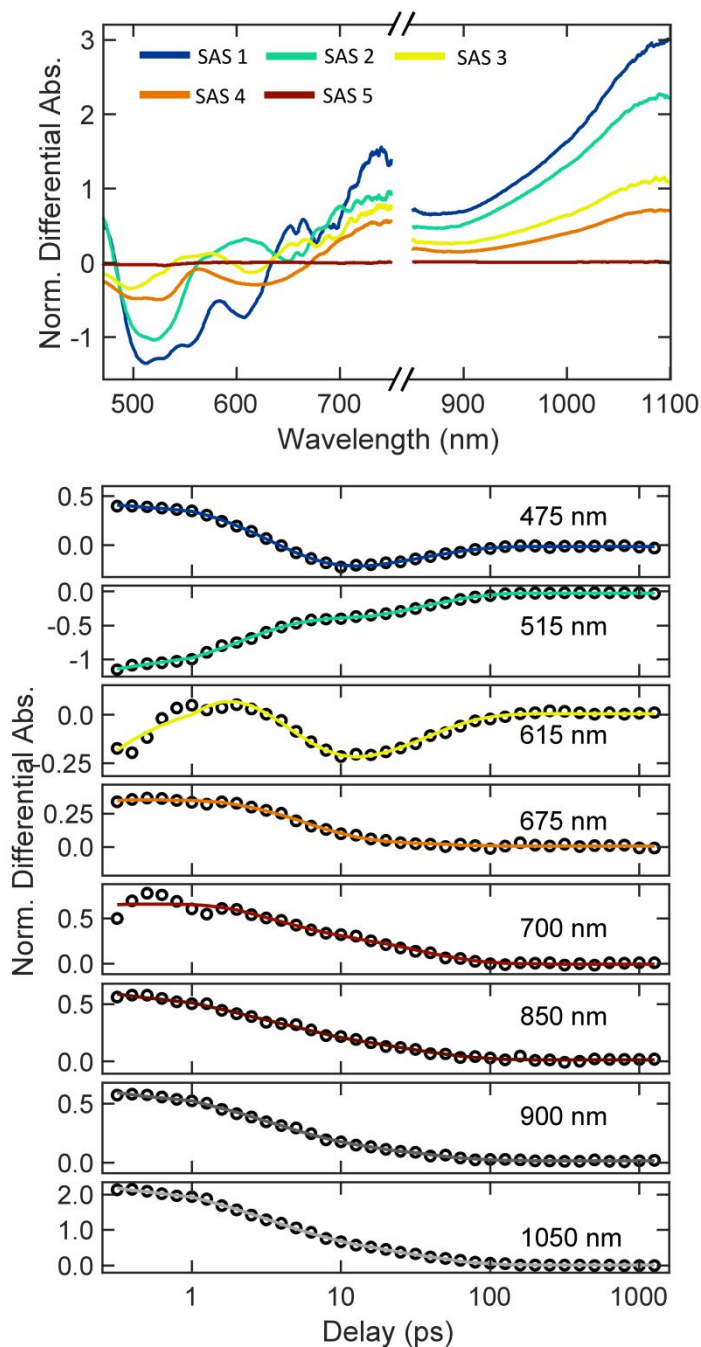 Norm. Differential Abs.
3
2
1
0
-1
SAS 1 SAS 2 SAS 3
SAS 4 SAS 5
500 600 700 900 1000 1100
Wavelength (nm)
Norm. Differential Abs.
0.5
0.0
475 nm
0.0
-0.5
-1
515 nm
0.0
-0.25
615 nm
0.25
0.0
675 nm
0.5
0.0
700 nm
0.5
0.0
850 nm
0.5
0.0
900 nm
2.0
1.0
0.0
1050 nm
1 10 100 1000
Delay (ps)